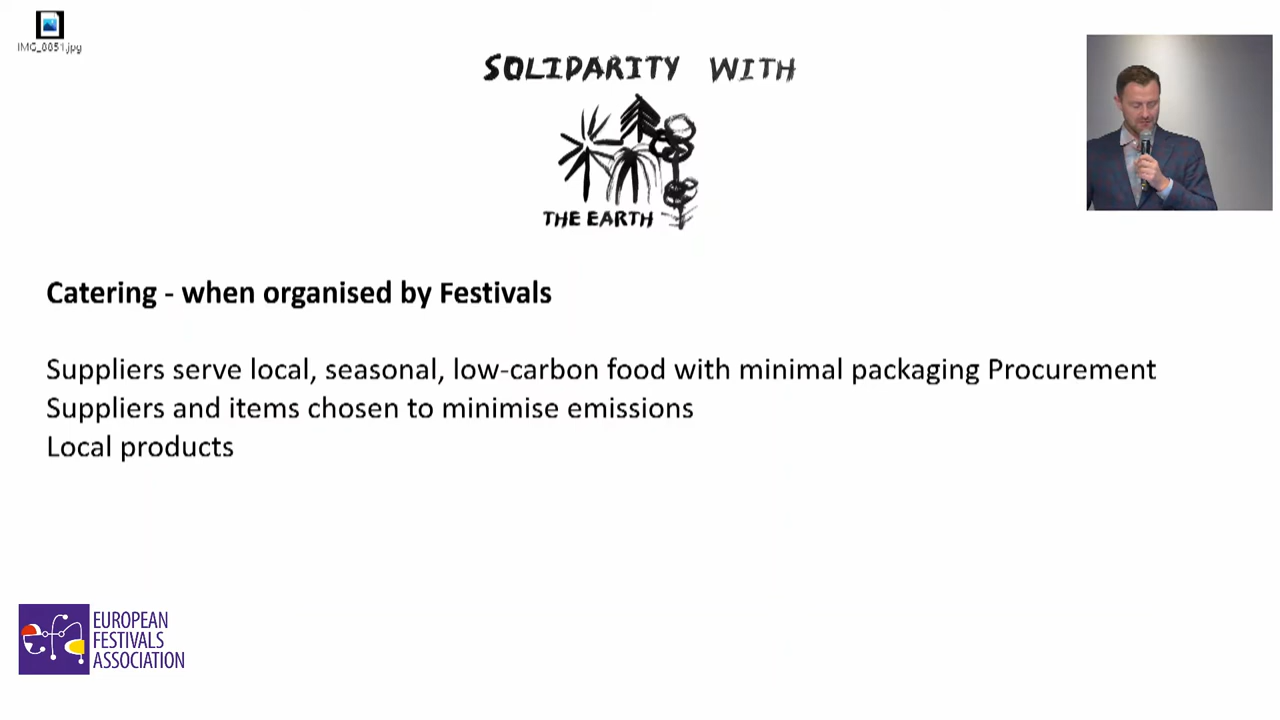 IMG_0051.jpg
SOLIDARITY WITH
THE EARTH
Catering - when organised by Festivals
Suppliers serve local, seasonal, low-carbon food with minimal packaging Procurement
Suppliers and items chosen to minimise emissions
Local products
EUROPEAN
FESTIVALS
ASSOCIATION